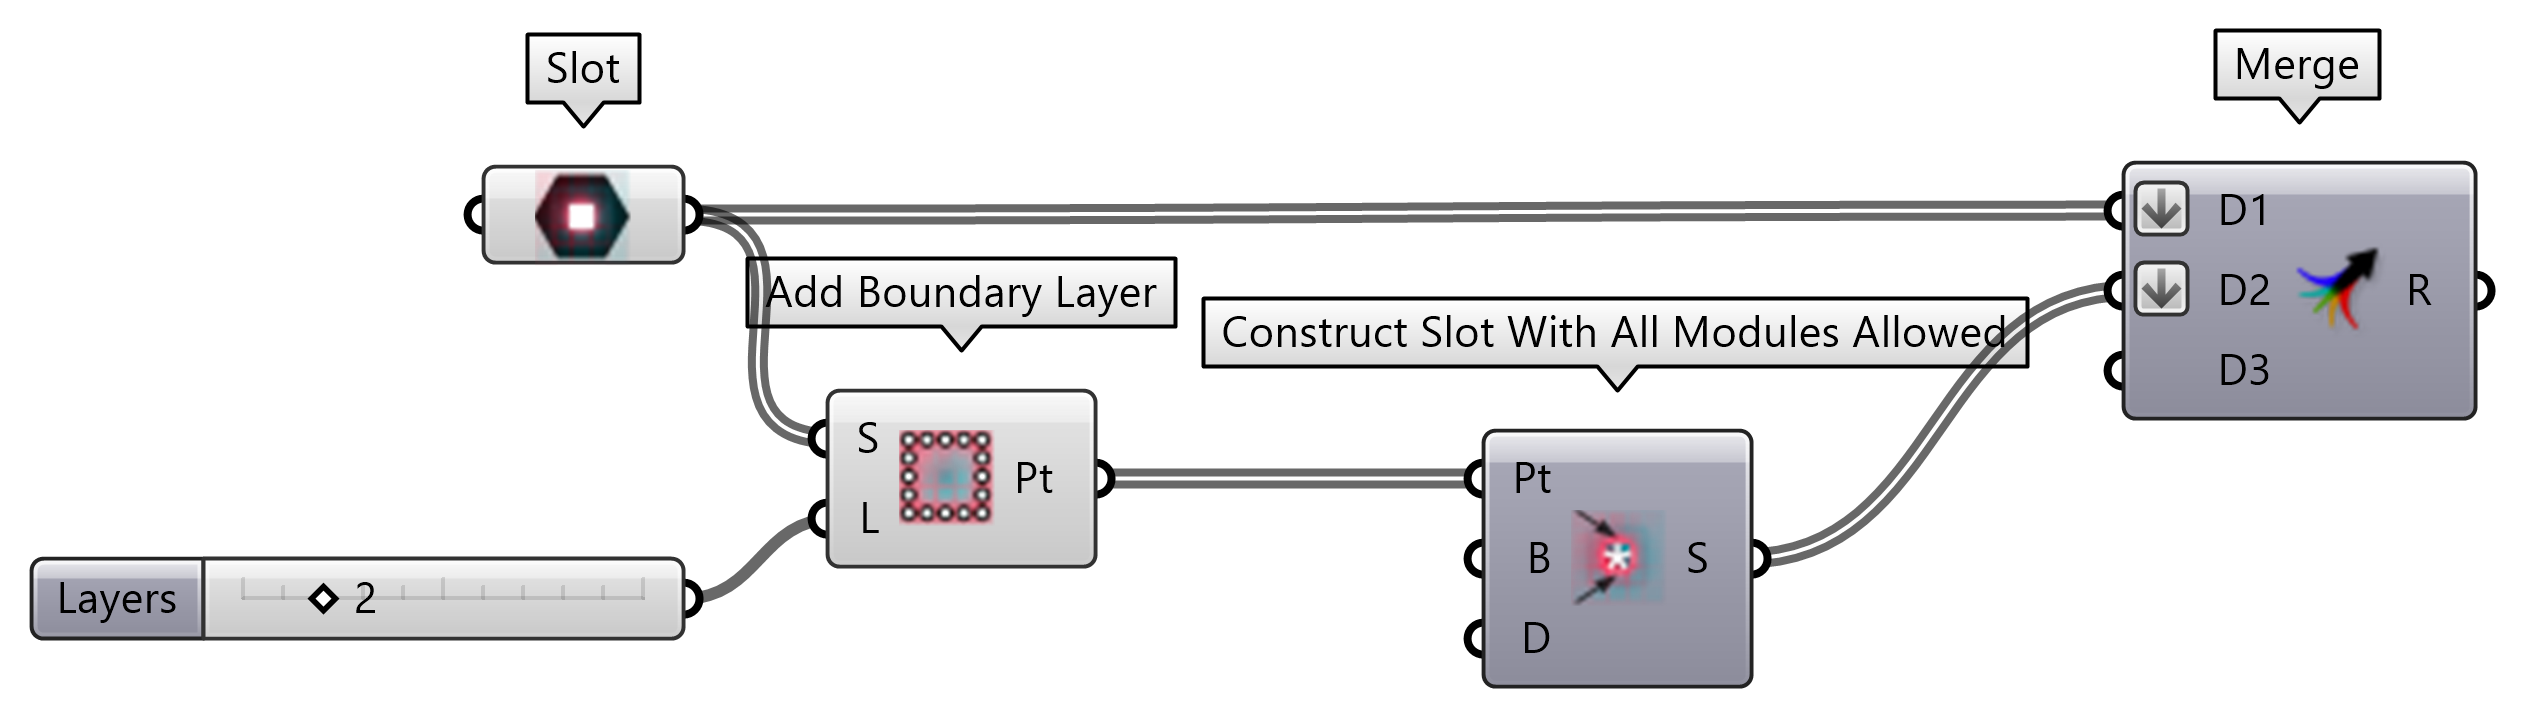 Slot
Merge
D1
D2
R
D3
Add Boundary Layer
Construct Slot With All Modules Allowed
S
Pt
L
Pt
B
S
D
Layers
2